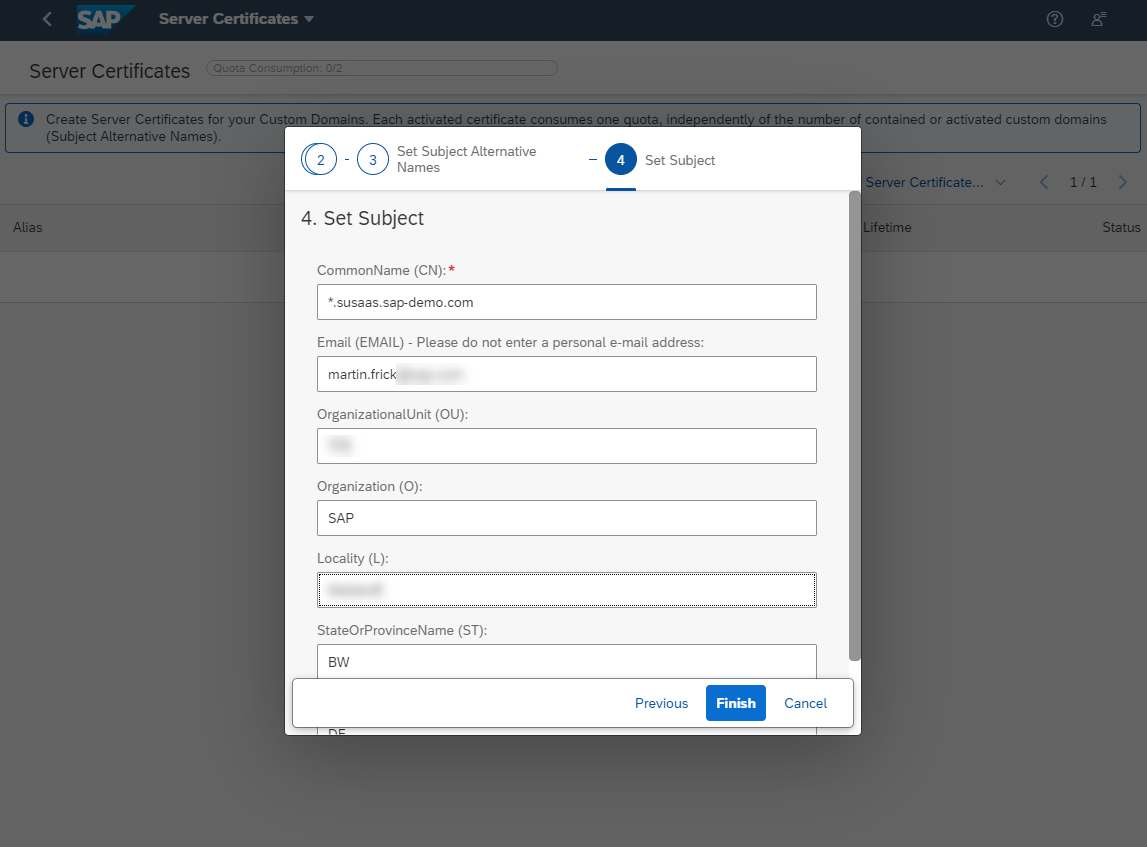 SAP Server Certificates
Server Certificates Quota Consumption: 0/2
Create Server Certificates for your Custom Domains. Each activated certificate consumes one quota, independently of the number of contained or activated custom domains
(Subject Alternative Names).
2 - 3 Set Subject Alternative Names – 4 Set Subject
Server Certificate... 1 / 1
Alias Lifetime Status
4. Set Subject
CommonName (CN):*
*.susaas.sap-demo.com
Email (EMAIL) - Please do not enter a personal e-mail address:
martin.frick
OrganizationalUnit (OU):
Organization (O):
SAP
Locality (L):
StateOrProvinceName (ST):
BW
Previous Finish Cancel
DE